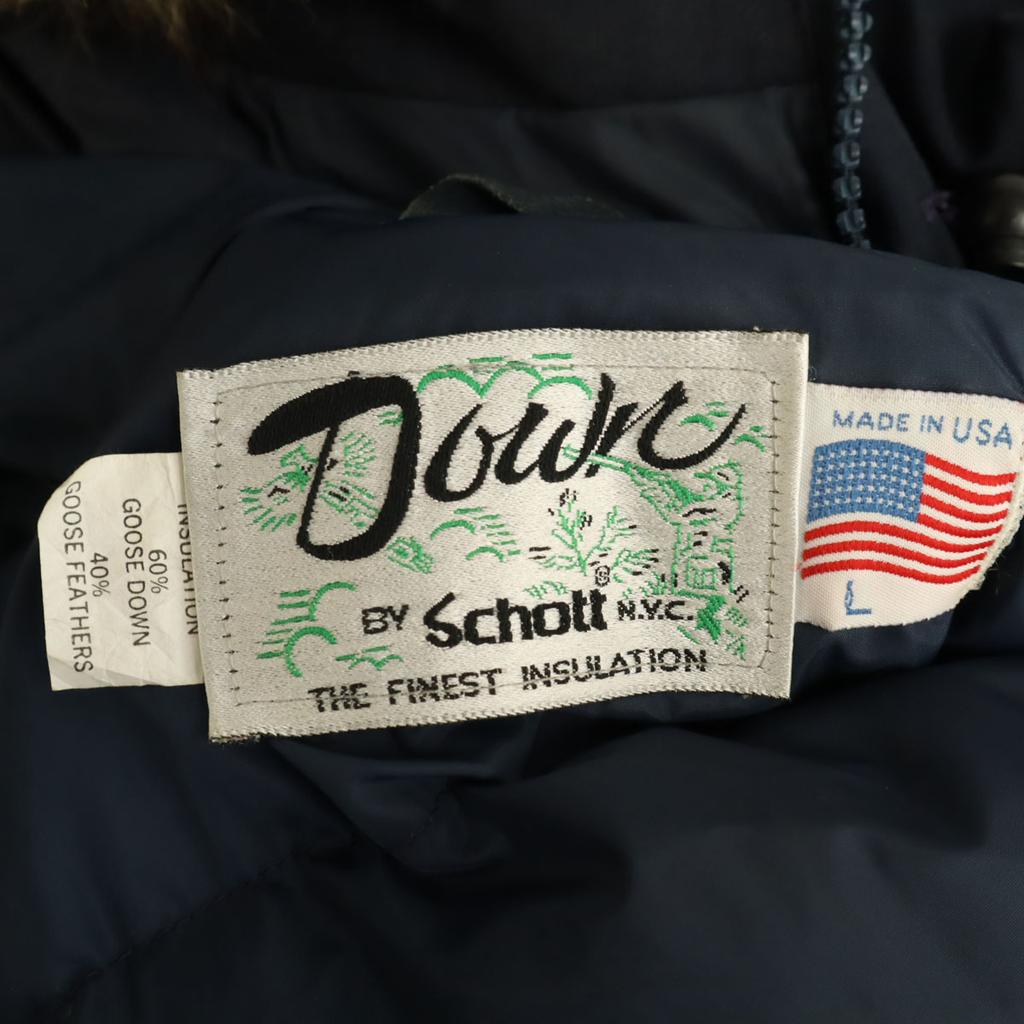 Down
BY Schott® N.Y.C.
THE FINEST INSULATION
MADE IN USA
L
INSULATION
60%
GOOSE DOWN
40%
GOOSE FEATHERS